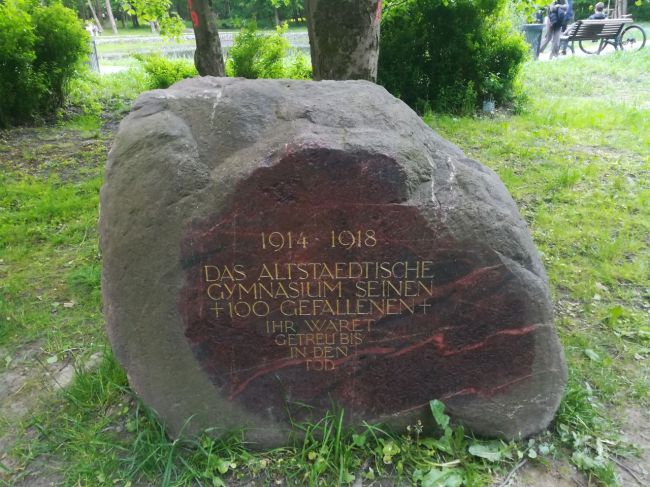 1914 - 1918
DAS ALTSTAEDTISCHE
GYMNASIUM SEINEN
+100 GEFALLENEN+
IHR WARET
GETREU BIS
IN DEN
TOD